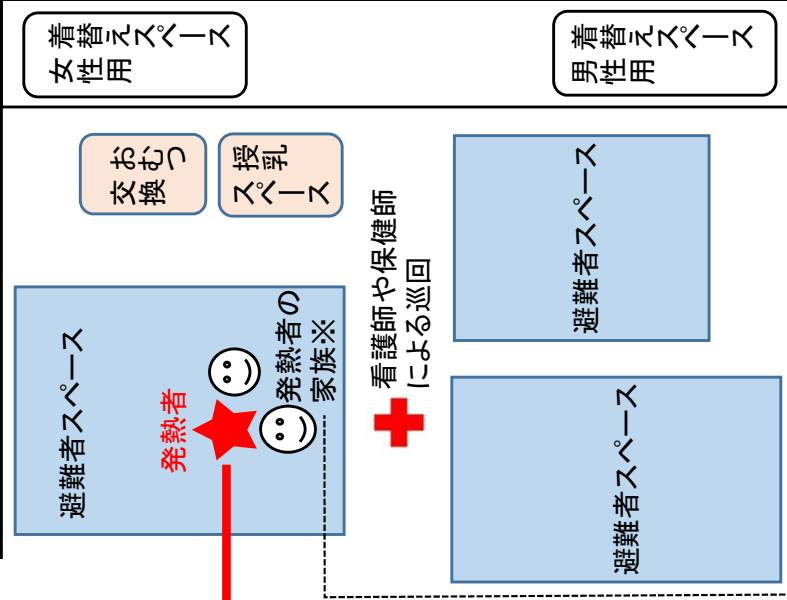 着替えスペース
女性用
着替えスペース
男性用
おむつ
交換
授乳
スペース
避難者スペース
発熱者
発熱者の
家族※
看護師や保健師
による巡回
避難者スペース
避難者スペース